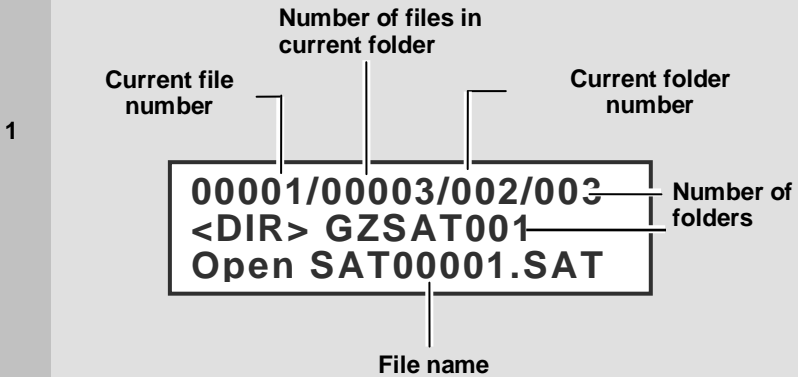 Number of files in
current folder
Current file
number
Current folder
number
1
00001/00003/002/003
<DIR> GZSAT001
Open SAT00001.SAT
Number of
folders
File name